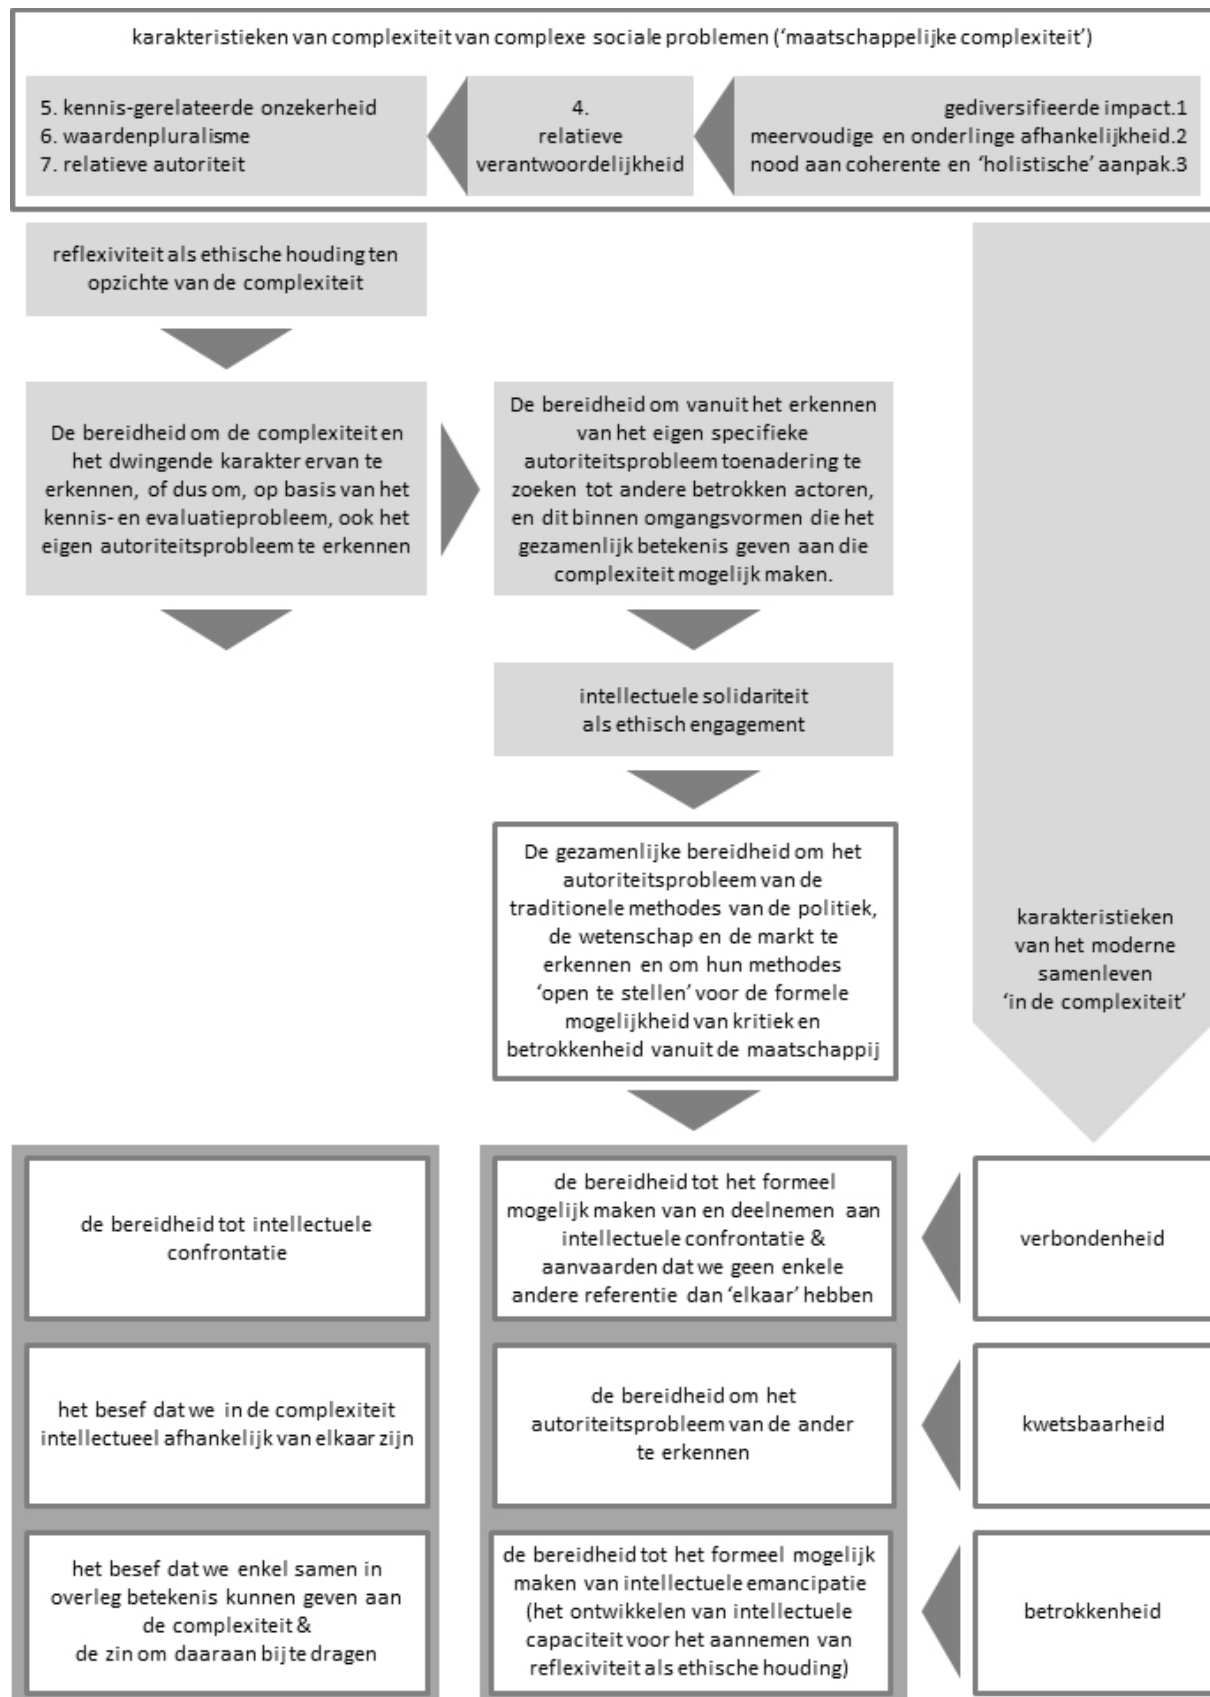 karakteristieken van complexiteit van complexe sociale problemen (‘maatschappelijke complexiteit’)
5. kennis-gerelateerde onzekerheid
6. waardenpluralisme
7. relatieve autoriteit
4.
relatieve
verantwoordelijkheid
gediversifieerde impact.1
meervoudige en onderlinge afhankelijkheid.2
nood aan coherente en ‘holistische’ aanpak.3
reflexiviteit als ethische houding ten
opzichte van de complexiteit
De bereidheid om de complexiteit en
het dwingende karakter ervan te
erkennen, of dus om, op basis van het
kennis- en evaluatieprobleem, ook het
eigen autoriteitsprobleem te erkennen
De bereidheid om vanuit het erkennen
van het eigen specifieke
autoriteitsprobleem toenadering te
zoeken tot andere betrokken actoren,
en dit binnen omgangsvormen die het
gezamenlijk betekenis geven aan die
complexiteit mogelijk maken.
intellectuele solidariteit
als ethisch engagement
De gezamenlijke bereidheid om het
autoriteitsprobleem van de
traditionele methodes van de politiek,
de wetenschap en de markt te
erkennen en om hun methodes
‘open te stellen’ voor de formele
mogelijkheid van kritiek en
betrokkenheid vanuit de maatschappij
karakteristieken
van het moderne
samenleven
‘in de complexiteit’
de bereidheid tot intellectuele
confrontatie
de bereidheid tot het formeel
mogelijk maken van en deelnemen aan
intellectuele confrontatie &
aanvaarden dat we geen enkele
andere referentie dan ‘elkaar’ hebben
verbondenheid
het besef dat we in de complexiteit
intellectueel afhankelijk van elkaar zijn
de bereidheid om het
autoriteitsprobleem van de ander
te erkennen
kwetsbaarheid
het besef dat we enkel samen in
overleg betekenis kunnen geven aan
de complexiteit &
de zin om daaraan bij te dragen
de bereidheid tot het formeel mogelijk
maken van intellectuele emancipatie
(het ontwikkelen van intellectuele
capaciteit voor het aannemen van
reflexiviteit als ethische houding)
betrokkenheid